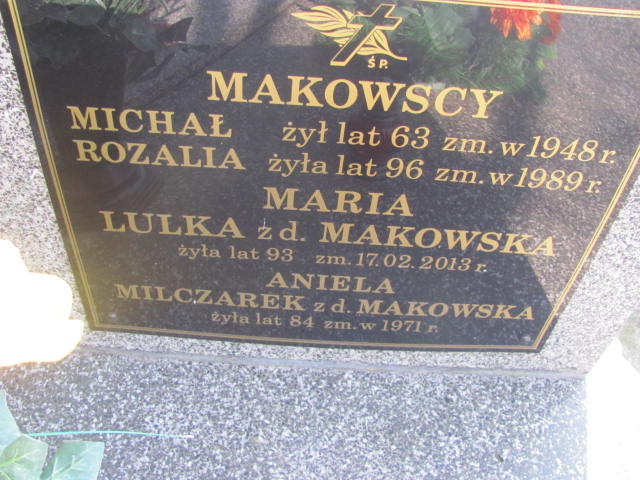 Ś.P.
MAKOWSCY
MICHAŁ żył lat 63 zm. w 1948 r.
ROZALIA żyła lat 96 zm. w 1989 r.
MARIA
LULKA z d. MAKOWSKA
żyła lat 93 zm. 17.02.2013 r.
ANIELA
MILCZAREK z d. MAKOWSKA
żyła lat 84 zm. w 1971 r.